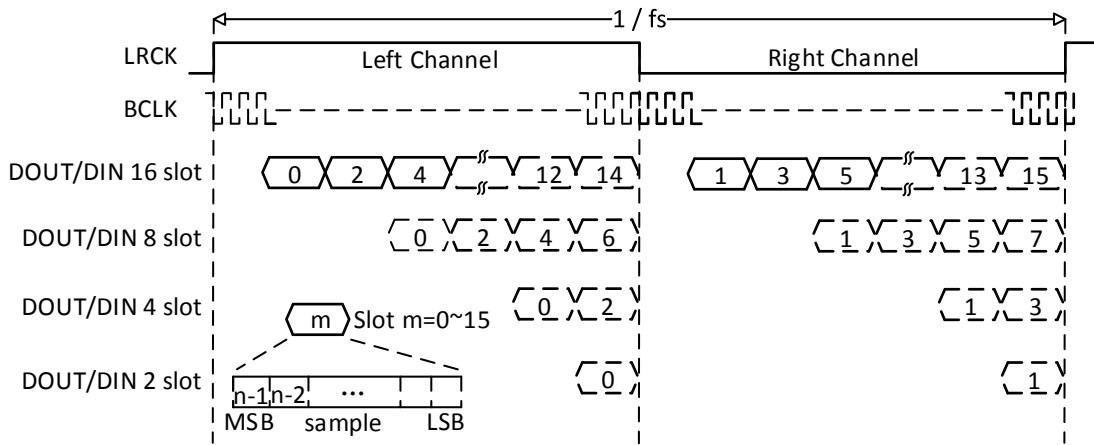 1 / fs
LRCK Left Channel Right Channel
BCLK
DOUT/DIN 16 slot 0 2 4 12 14 1 3 5 13 15
DOUT/DIN 8 slot 0 2 4 6 1 3 5 7
DOUT/DIN 4 slot m Slot m=0~15 0 2 1 3
DOUT/DIN 2 slot n-1 n-2 ... 0 1
MSB sample LSB